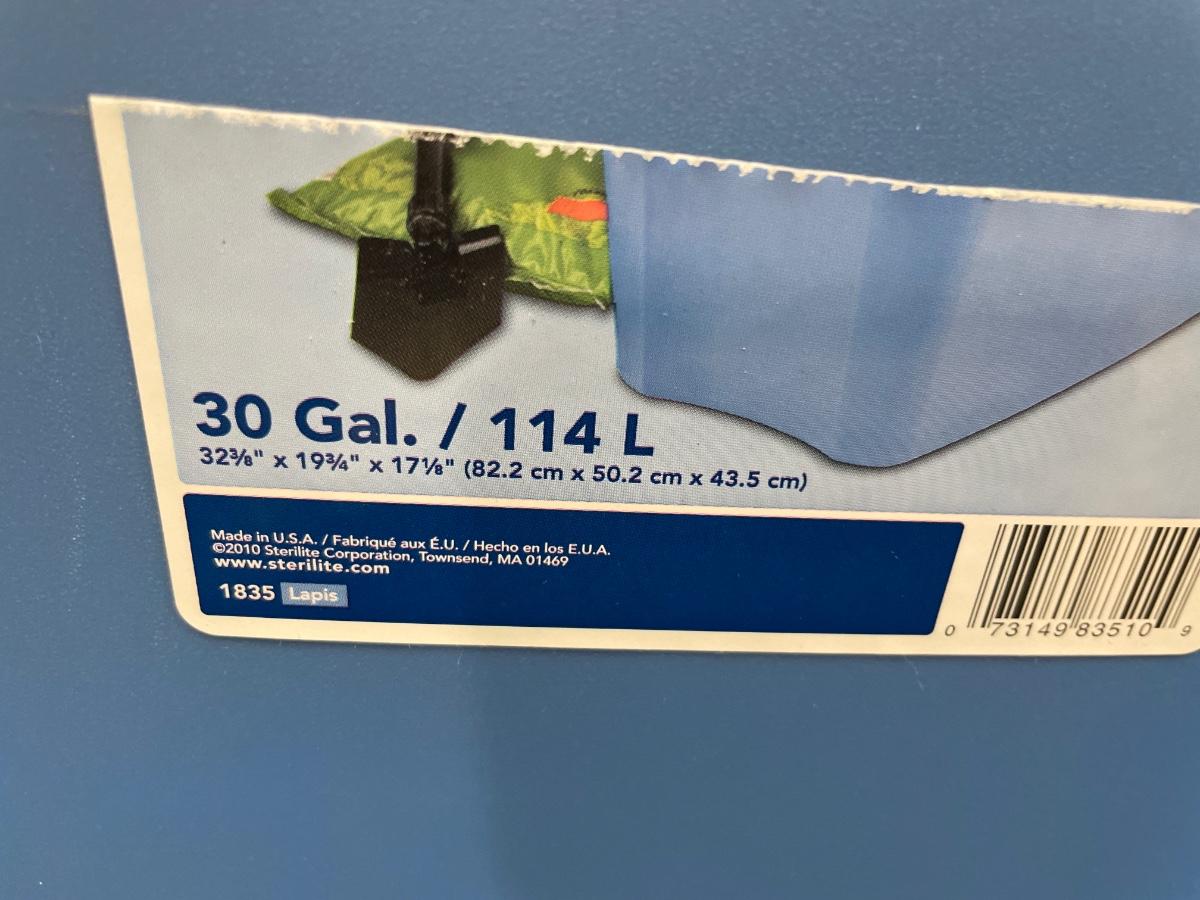 30 Gal. / 114 L
32⅜" x 19¾" x 17⅛" (82.2 cm x 50.2 cm x 43.5 cm)
Made in U.S.A. / Fabriqué aux É.U. / Hecho en los E.U.A.
©2010 Sterilite Corporation, Townsend, MA 01469
www.sterilite.com
1835 Lapis
0 73149 83510 9